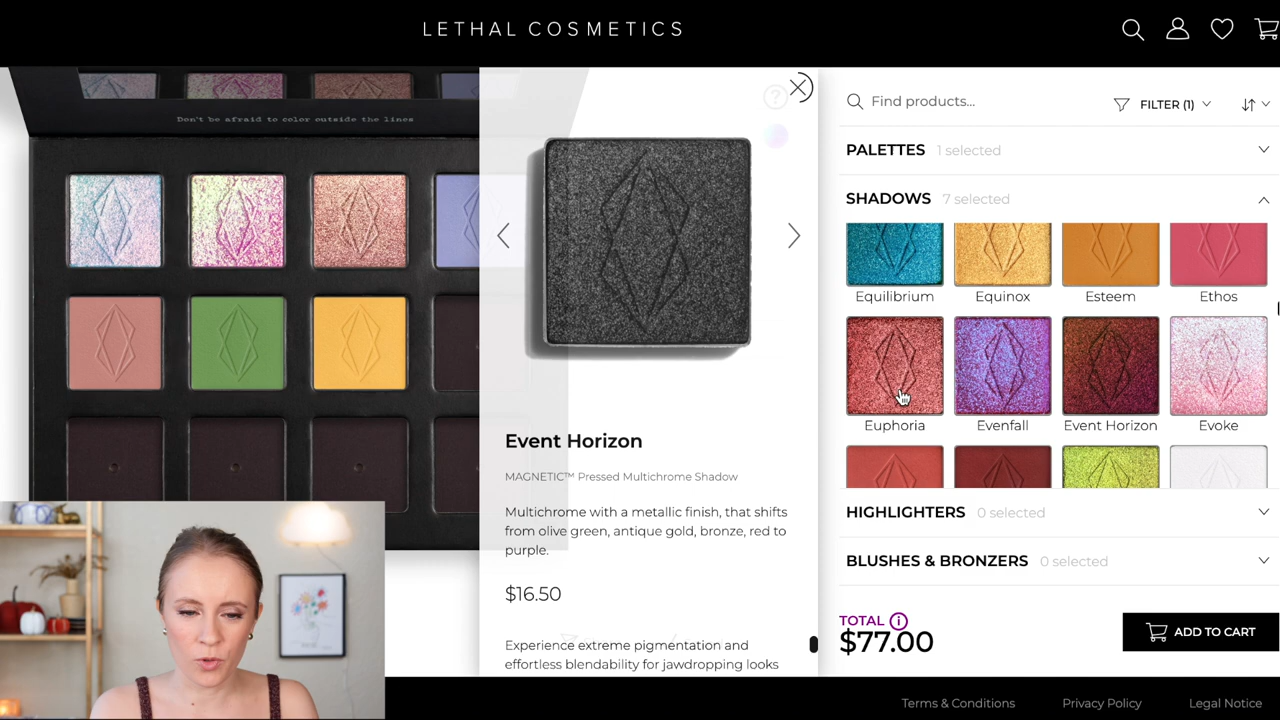 LETHAL COSMETICS
Don't be afraid to color outside the lines
Event Horizon
MAGNETIC™ Pressed Multichrome Shadow
Multichrome with a metallic finish, that shifts
from olive green, antique gold, bronze, red to
purple.
$16.50
Experience extreme pigmentation and
effortless blendability for jawdropping looks
?
Find products...
FILTER (1)
PALETTES 1 selected
SHADOWS 7 selected
Equilibrium Equinox Esteem Ethos
Euphoria Evenfall Event Horizon Evoke
HIGHLIGHTERS 0 selected
BLUSHES & BRONZERS 0 selected
TOTAL i
$77.00
ADD TO CART
Terms & Conditions Privacy Policy Legal Notice